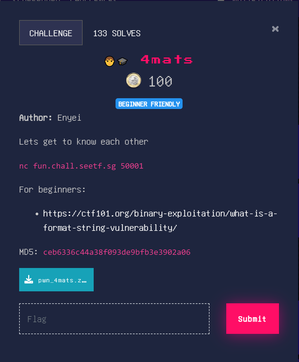 CHALLENGE 133 SOLVES
4mats
100
BEGINNER FRIENDLY
Author: Enyei
Lets get to know each other
nc fun.chall.seetf.sg 50001
For beginners:
https://ctf101.org/binary-exploitation/what-is-a-
format-string-vulnerability/
MD5: ceb6336c44a38f093de9bfb3e3902a06
pwn_4mats.z…
Flag
Submit